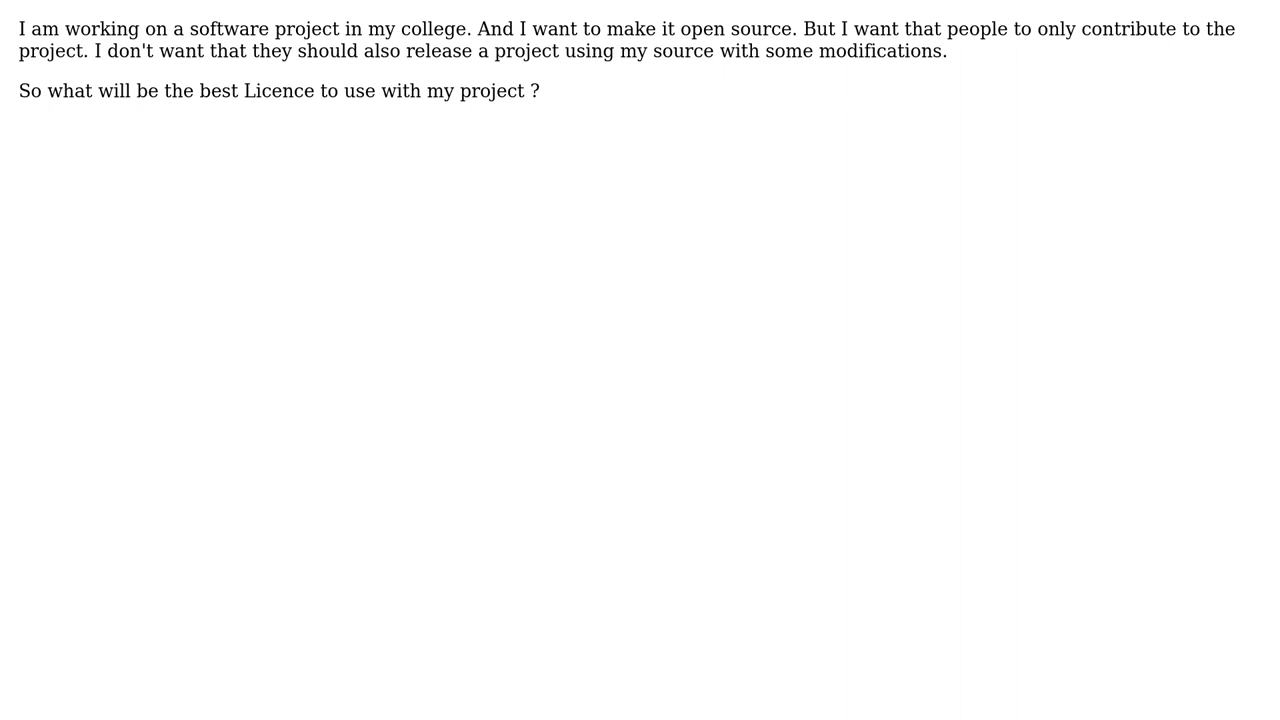 I am working on a software project in my college. And I want to make it open source. But I want that people to only contribute to the
project. I don't want that they should also release a project using my source with some modifications.
So what will be the best Licence to use with my project ?